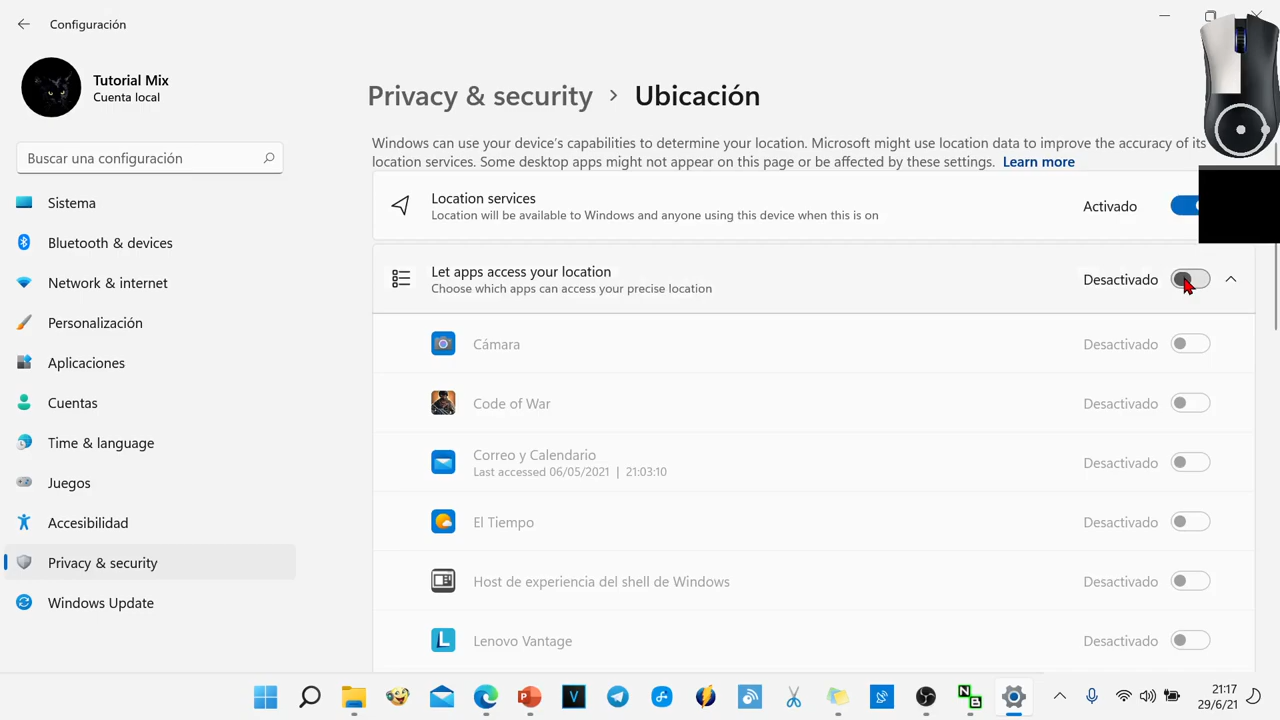 Configuración
Tutorial Mix
Cuenta local
Buscar una configuración
Sistema
Bluetooth & devices
Network & internet
Personalización
Aplicaciones
Cuentas
Time & language
Juegos
Accesibilidad
Privacy & security
Windows Update
Privacy & security > Ubicación
Windows can use your device's capabilities to determine your location. Microsoft might use location data to improve the accuracy of its
location services. Some desktop apps might not appear on this page or be affected by these settings. Learn more
Location services
Location will be available to Windows and anyone using this device when this is on
Activado
Let apps access your location
Choose which apps can access your precise location
Desactivado
Cámara
Desactivado
Code of War
Desactivado
Correo y Calendario
Last accessed 06/05/2021 | 21:03:10
Desactivado
El Tiempo
Desactivado
Host de experiencia del shell de Windows
Desactivado
Lenovo Vantage
Desactivado
21:17
29/6/21